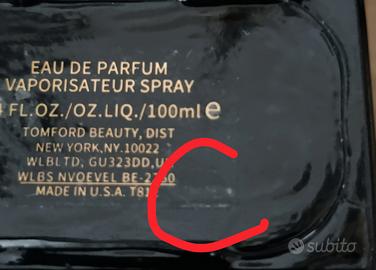 EAU DE PARFUM
VAPORISATEUR SPRAY
FL.OZ./OZ.LIQ./100ml e
TOMFORD BEAUTY, DIST
NEW YORK,NY.10022
WLBLTD, GU323DD,U
WLBS NVOEVEL BE-2
MADE IN U.S.A. T81
subito